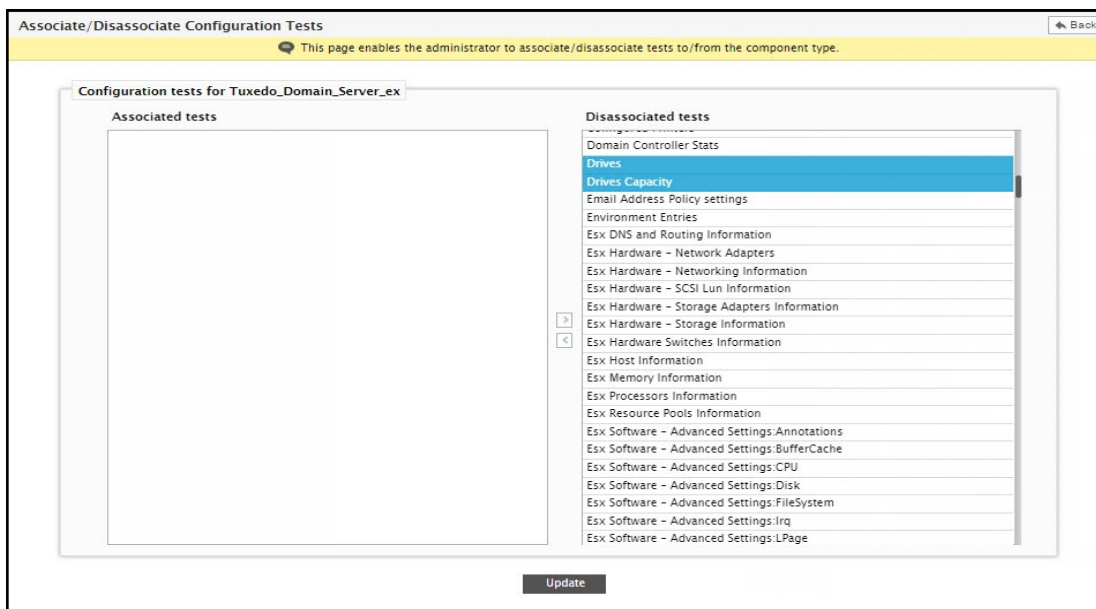 Associate/Disassociate Configuration Tests
Back
This page enables the administrator to associate/disassociate tests to/from the component type.
Configuration tests for Tuxedo_Domain_Server_ex
Associated tests
Disassociated tests
Domain Controller Stats
Drives
Drives Capacity
Email Address Policy settings
Environment Entries
Esx DNS and Routing Information
Esx Hardware - Network Adapters
Esx Hardware - Networking Information
Esx Hardware - SCSI Lun Information
Esx Hardware - Storage Adapters Information
>
Esx Hardware - Storage Information
<
Esx Hardware Switches Information
Esx Host Information
Esx Memory Information
Esx Processors Information
Esx Resource Pools Information
Esx Software - Advanced Settings:Annotations
Esx Software - Advanced Settings:BufferCache
Esx Software - Advanced Settings:CPU
Esx Software - Advanced Settings:Disk
Esx Software - Advanced Settings:FileSystem
Esx Software - Advanced Settings:Irq
Esx Software - Advanced Settings:LPage
Update